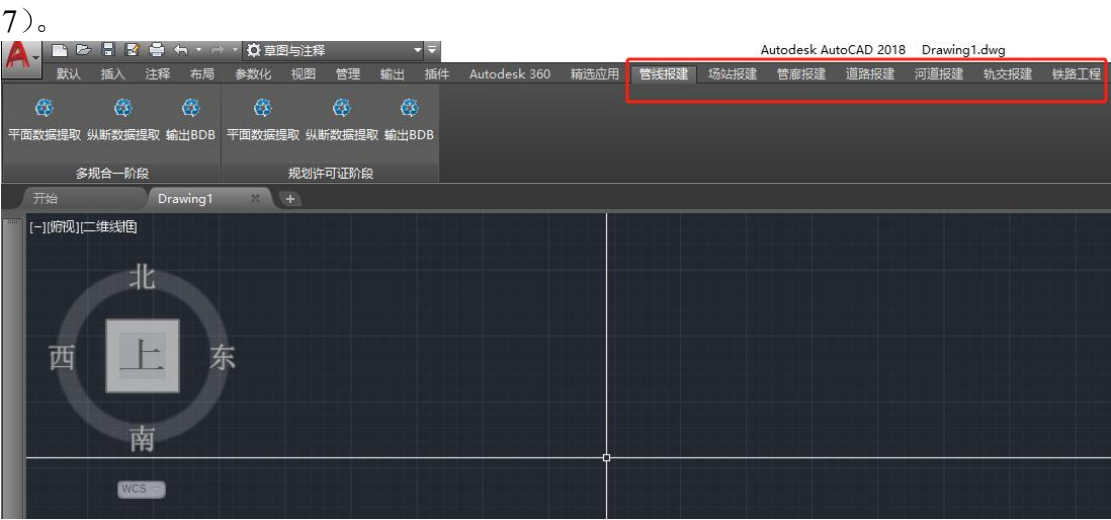 7)。
草图与注释
Autodesk AutoCAD 2018 Drawing1.dwg
默认 插入 注释 布局 参数化 视图 管理 输出 插件 Autodesk 360 精选应用 管线报建 场站报建 管廊报建 道路报建 河道报建 轨交报建 铁路工程
平面数据提取 纵断数据提取 输出BDB 平面数据提取 纵断数据提取 输出BDB
多规合一阶段 规划许可证阶段
开始 Drawing1
[-][俯视][二维线框]
北
西 上 东
南
WCS